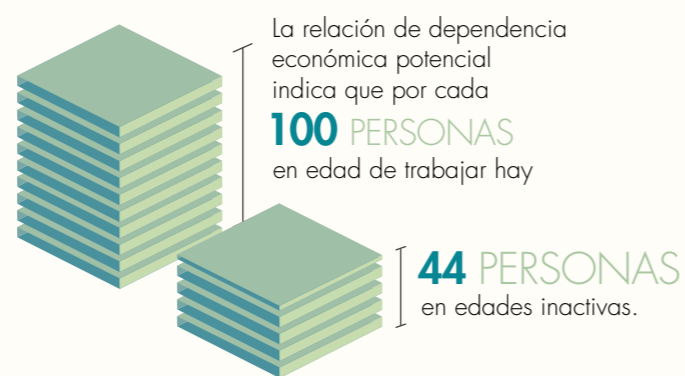 La relación de dependencia
económica potencial
indica que por cada
100 PERSONAS
en edad de trabajar hay
44 PERSONAS
en edades inactivas.